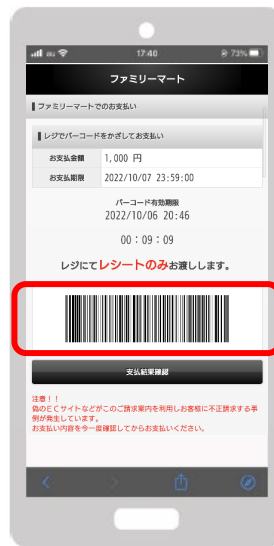 au
17:40
73%
ファミリーマート
ファミリーマートでのお支払い
レジでバーコードをかざしてお支払い
お支払金額 1,000 円
お支払期限 2022/10/07 23:59:00
バーコード有効期限
2022/10/06 20:46
00 : 09 : 09
レジにてレシートのみお渡しします。
支払結果確認
注意!!
偽のECサイトなどがこのご請求案内を利用しお客様に不正請求する事
例が発生しています。
お支払い内容を今一度確認してからお支払いください。